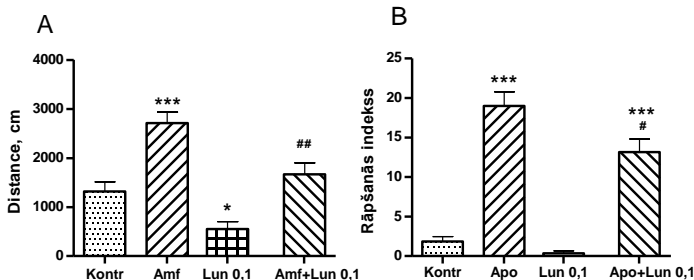 A
Distance, cm
4000
3000
2000
1000
0
***
*
##
Kontr Amf Lun 0,1 Amf+Lun 0,1
B
Rāpšanās indekss
25
20
15
10
5
0
***
***
#
Kontr Apo Lun 0,1 Apo+Lun 0,1